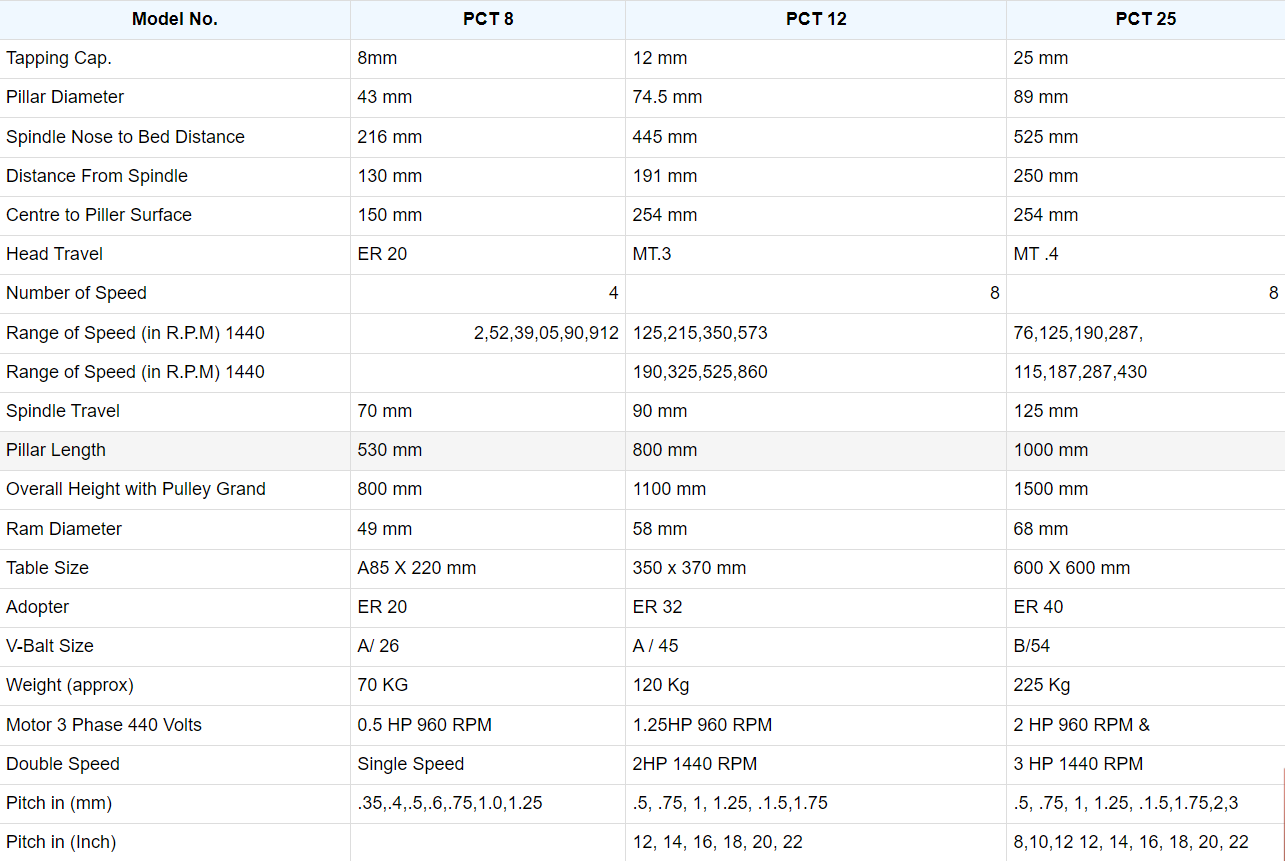 Model No. PCT 8 PCT 12 PCT 25
Tapping Cap. 8mm 12 mm 25 mm
Pillar Diameter 43 mm 74.5 mm 89 mm
Spindle Nose to Bed Distance 216 mm 445 mm 525 mm
Distance From Spindle 130 mm 191 mm 250 mm
Centre to Piller Surface 150 mm 254 mm 254 mm
Head Travel ER 20 MT.3 MT .4
Number of Speed 4 8 8
Range of Speed (in R.P.M) 1440 2,52,39,05,90,912 125,215,350,573 76,125,190,287,
Range of Speed (in R.P.M) 1440 190,325,525,860 115,187,287,430
Spindle Travel 70 mm 90 mm 125 mm
Pillar Length 530 mm 800 mm 1000 mm
Overall Height with Pulley Grand 800 mm 1100 mm 1500 mm
Ram Diameter 49 mm 58 mm 68 mm
Table Size A85 X 220 mm 350 x 370 mm 600 X 600 mm
Adopter ER 20 ER 32 ER 40
V-Balt Size A/ 26 A / 45 B/54
Weight (approx) 70 KG 120 Kg 225 Kg
Motor 3 Phase 440 Volts 0.5 HP 960 RPM 1.25HP 960 RPM 2 HP 960 RPM &
Double Speed Single Speed 2HP 1440 RPM 3 HP 1440 RPM
Pitch in (mm) .35,.4,.5,.6,.75,1.0,1.25 .5, .75, 1, 1.25, .1.5,1.75 .5, .75, 1, 1.25, .1.5,1.75,2,3
Pitch in (Inch) 12, 14, 16, 18, 20, 22 8,10,12 12, 14, 16, 18, 20, 22